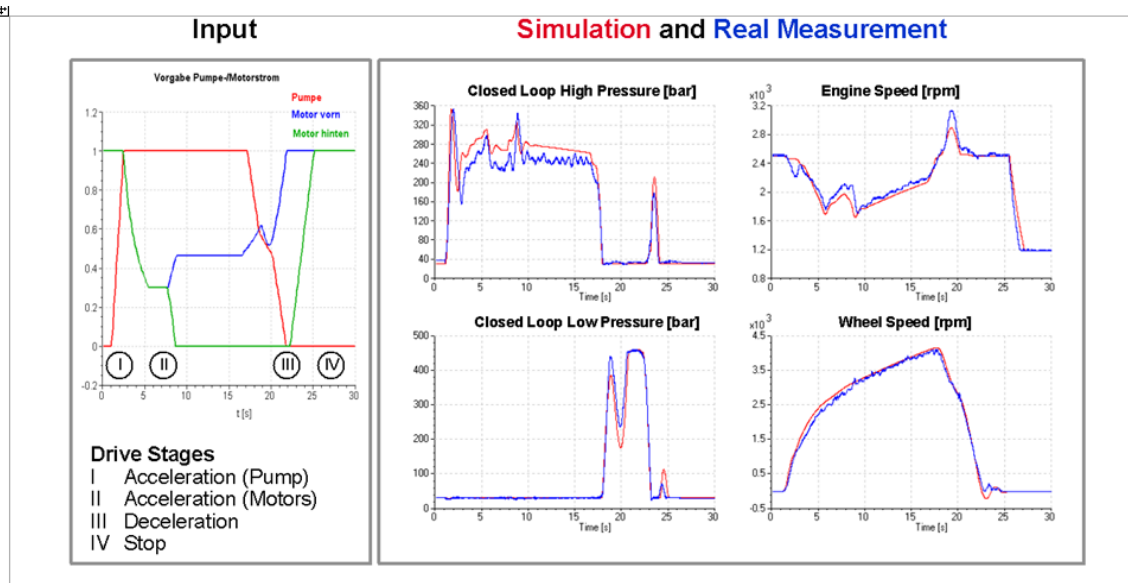 Input
Simulation and Real Measurement
Vorgabe Pumpe-/Motorstrom
Pumpe
Motor vorn
Motor hinten
1.2
1
0.8
0.6
0.4
0.2
0
-0.2
I II III IV
0 5 10 15 20 25 30
t [s]
Drive Stages
I Acceleration (Pump)
II Acceleration (Motors)
III Deceleration
IV Stop
Closed Loop High Pressure [bar]
360
320
280
240
200
160
120
80
40
0
0 5 10 15 20 25 30
Time [s]
Engine Speed [rpm]
x10³
3.2
2.8
2.4
2
1.6
1.2
0.8
0 5 10 15 20 25 30
Time [s]
Closed Loop Low Pressure [bar]
500
400
300
200
100
0
0 5 10 15 20 25 30
Time [s]
Wheel Speed [rpm]
x10³
4.5
3.5
2.5
1.5
0.5
-0.5
0 5 10 15 20 25 30
Time [s]